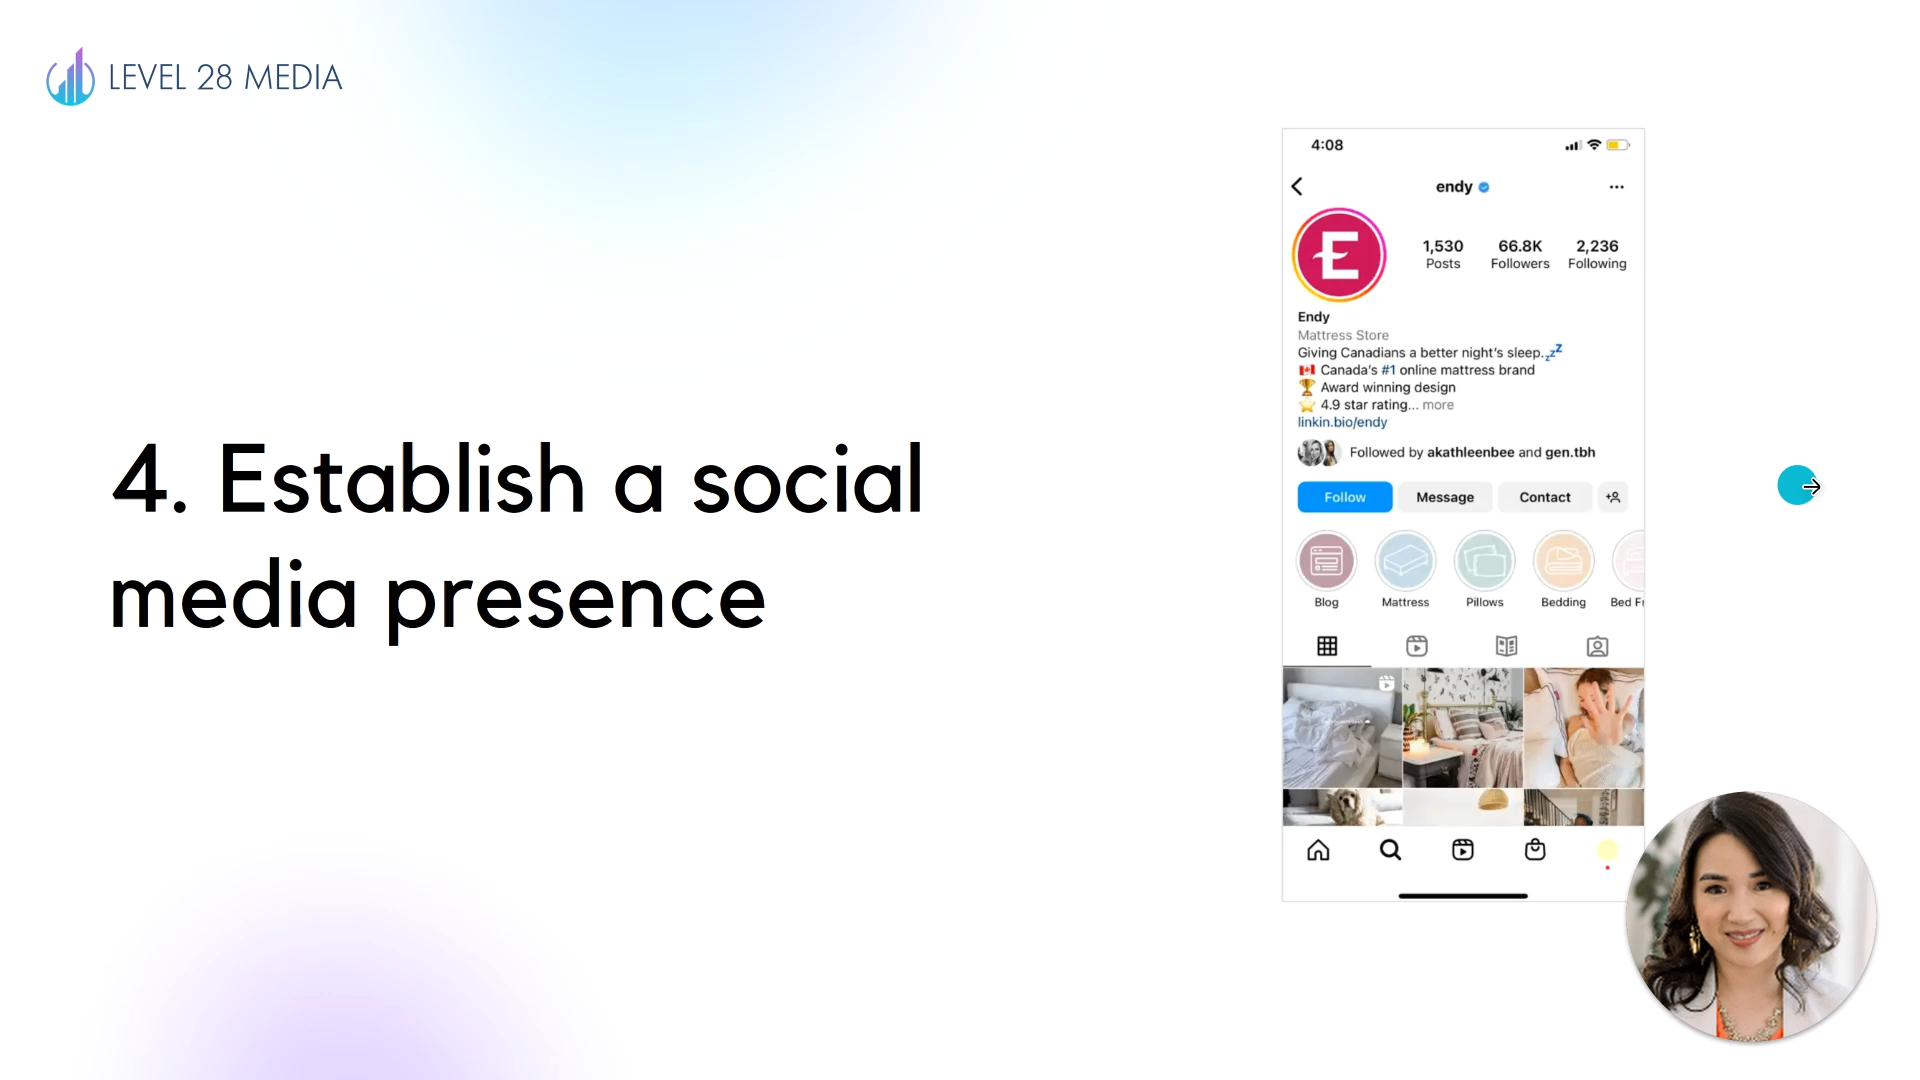 LEVEL 28 MEDIA
4. Establish a social
media presence
4:08
endy
1,530 66.8K 2,236
Posts Followers Following
Endy
Mattress Store
Giving Canadians a better night's sleep.💤
🇨🇦 Canada's #1 online mattress brand
🏆 Award winning design
⭐ 4.9 star rating... more
linkin.bio/endy
Followed by akathleenbee and gen.tbh
Follow Message Contact
Blog Mattress Pillows Bedding Bed Fr